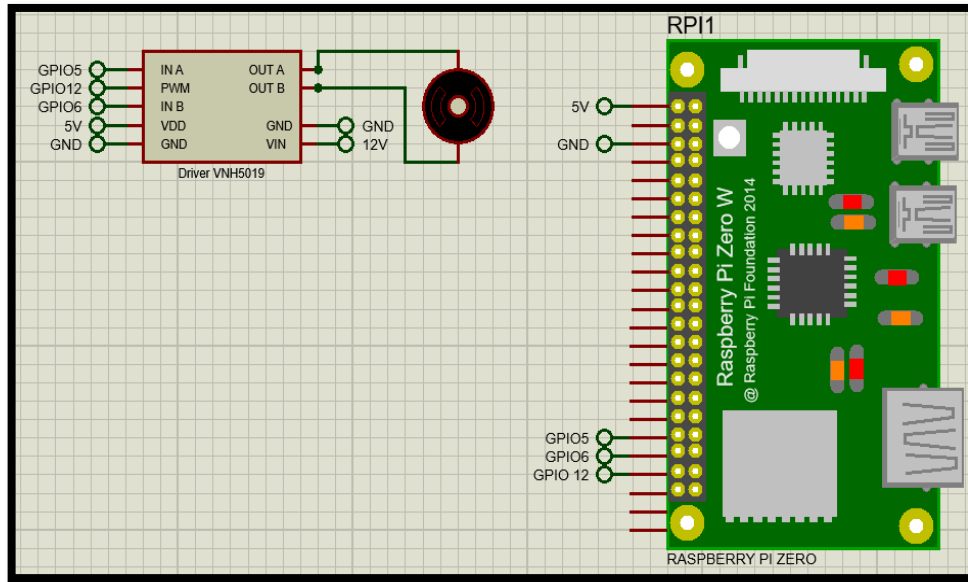 RPI1
GPIO5
GPIO12
GPIO6
5V
GND
IN A
PWM
IN B
VDD
GND
OUT A
OUT B
GND
VIN
GND
12V
Driver VNH5019
5V
GND
GPIO5
GPIO6
GPIO 12
Raspberry Pi Zero W
@ Raspberry Pi Foundation 2014
RASPBERRY PI ZERO